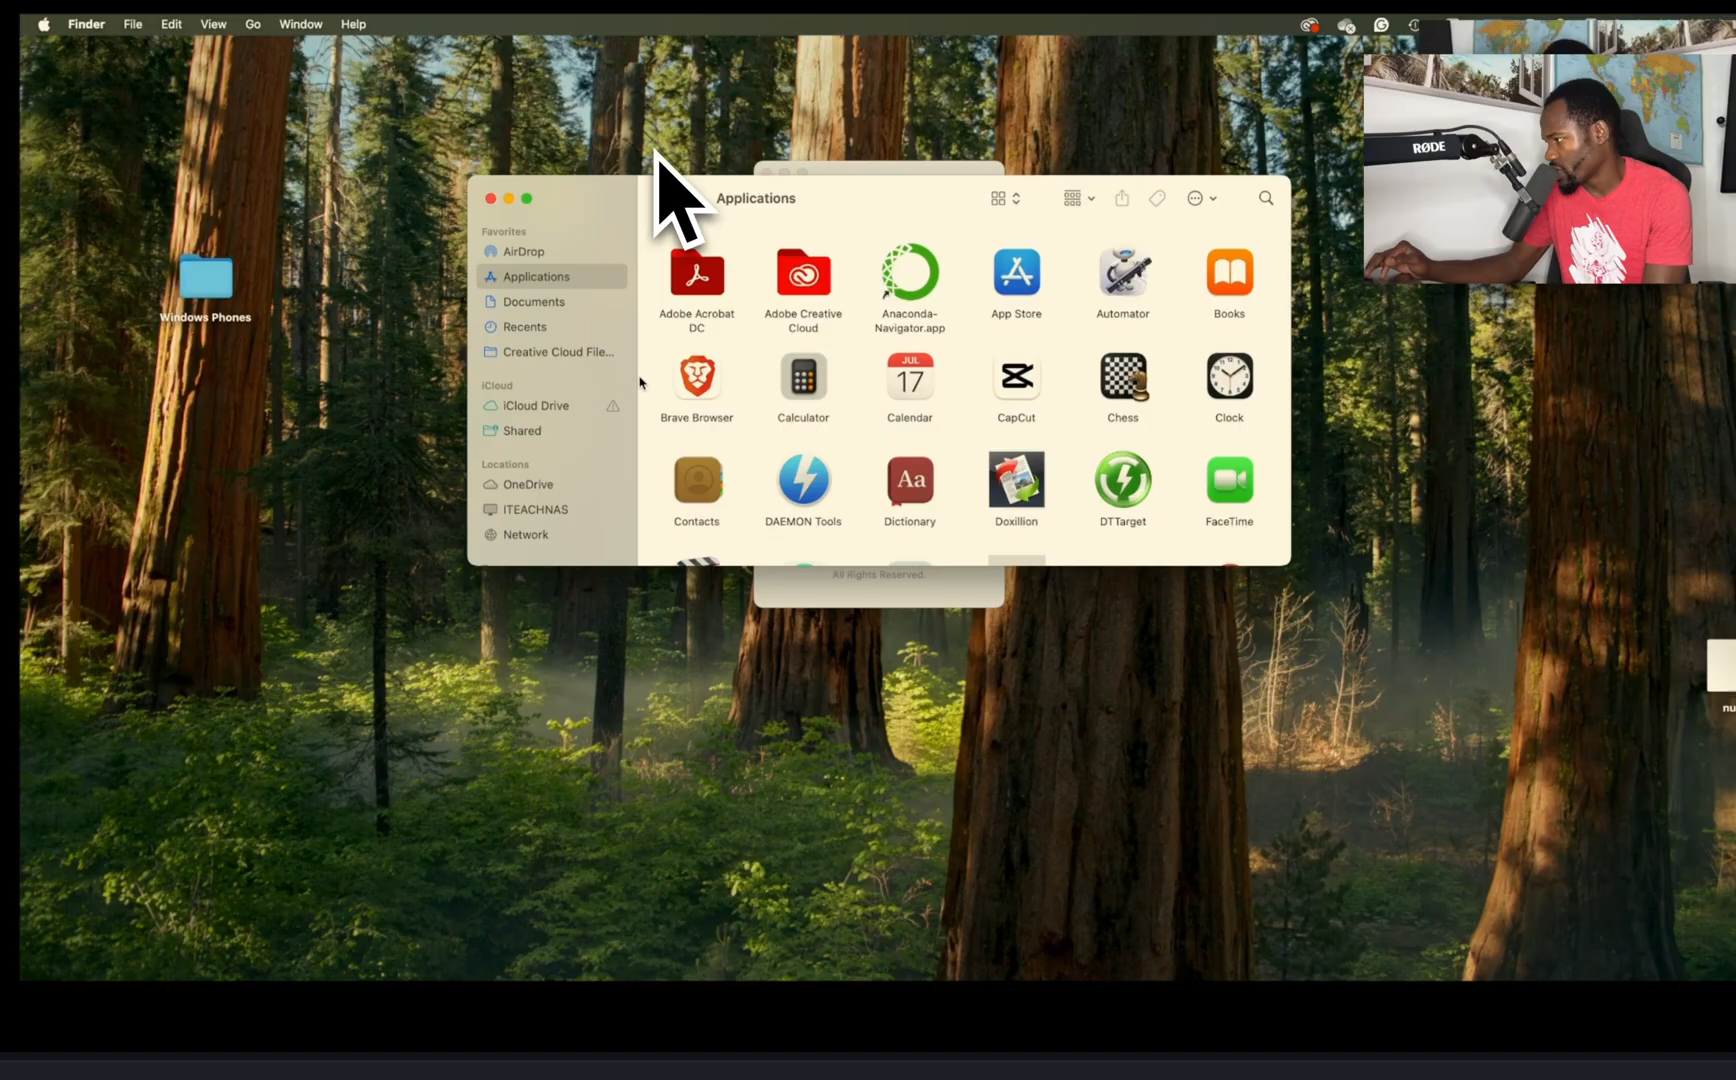 Finder File Edit View Go Window Help
RØDE
Windows Phones
Applications
Favorites
AirDrop
Applications
Documents
Recents
Creative Cloud File...
iCloud
iCloud Drive
Shared
Locations
OneDrive
ITEACHNAS
Network
Adobe Acrobat
DC
Adobe Creative
Cloud
Anaconda-
Navigator.app
App Store
Automator
Books
JUL
17
Brave Browser
Calculator
Calendar
CapCut
Chess
Clock
Aa
Contacts
DAEMON Tools
Dictionary
Doxillion
DTTarget
FaceTime
All Rights Reserved.
nu